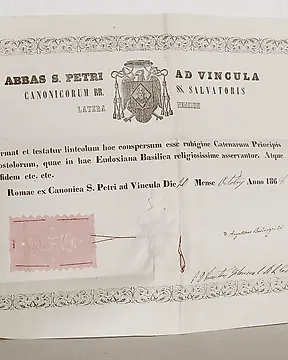 ABBAS S. PETRI AD VINCULA
CANONICORUM RR. SS. SALVATORIS
LATERA NENSIUM
rmat et testatur linteolum hoc conspersum esse rubigine Catenarum Principis
ostolorum, quae in hac Eudoxiana Basilica religiosissime asservantur. Atque
fidem etc. etc.
Romae ex Canonica S. Petri ad Vincula Die Mense Octobris Anno 186